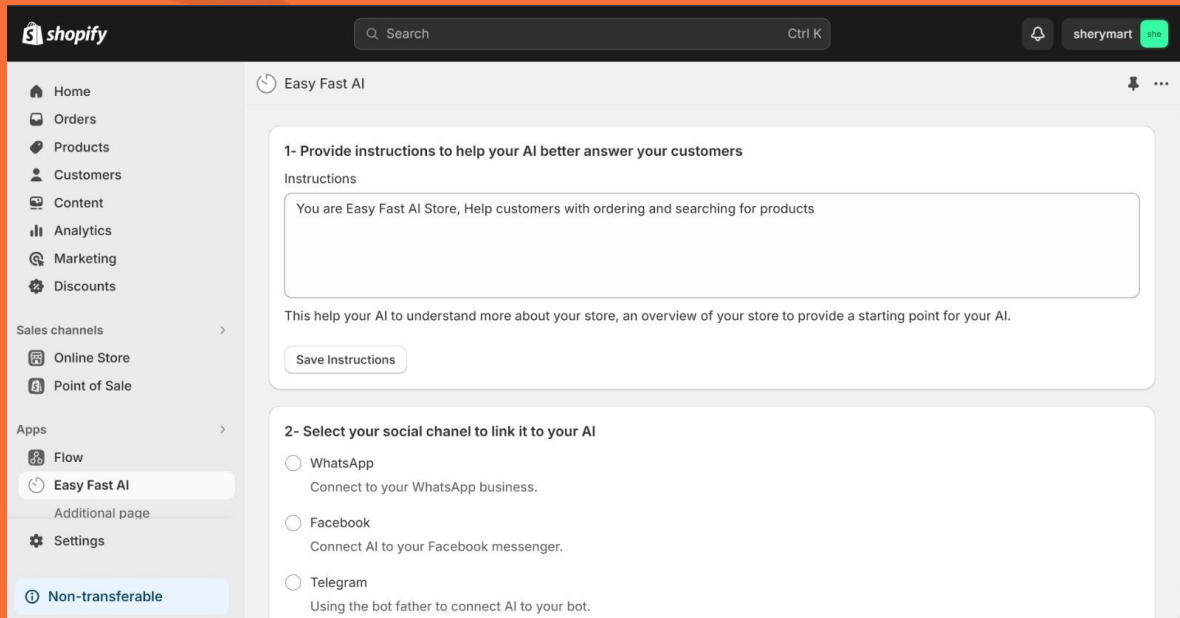 shopify
Search Ctrl K
sherymart she
Home
Orders
Products
Customers
Content
Analytics
Marketing
Discounts
Sales channels
Online Store
Point of Sale
Apps
Flow
Easy Fast AI
Additional page
Settings
Non-transferable
Easy Fast AI
1- Provide instructions to help your AI better answer your customers
Instructions
You are Easy Fast AI Store, Help customers with ordering and searching for products
This help your AI to understand more about your store, an overview of your store to provide a starting point for your AI.
Save Instructions
2- Select your social chanel to link it to your AI
WhatsApp
Connect to your WhatsApp business.
Facebook
Connect AI to your Facebook messenger.
Telegram
Using the bot father to connect AI to your bot.